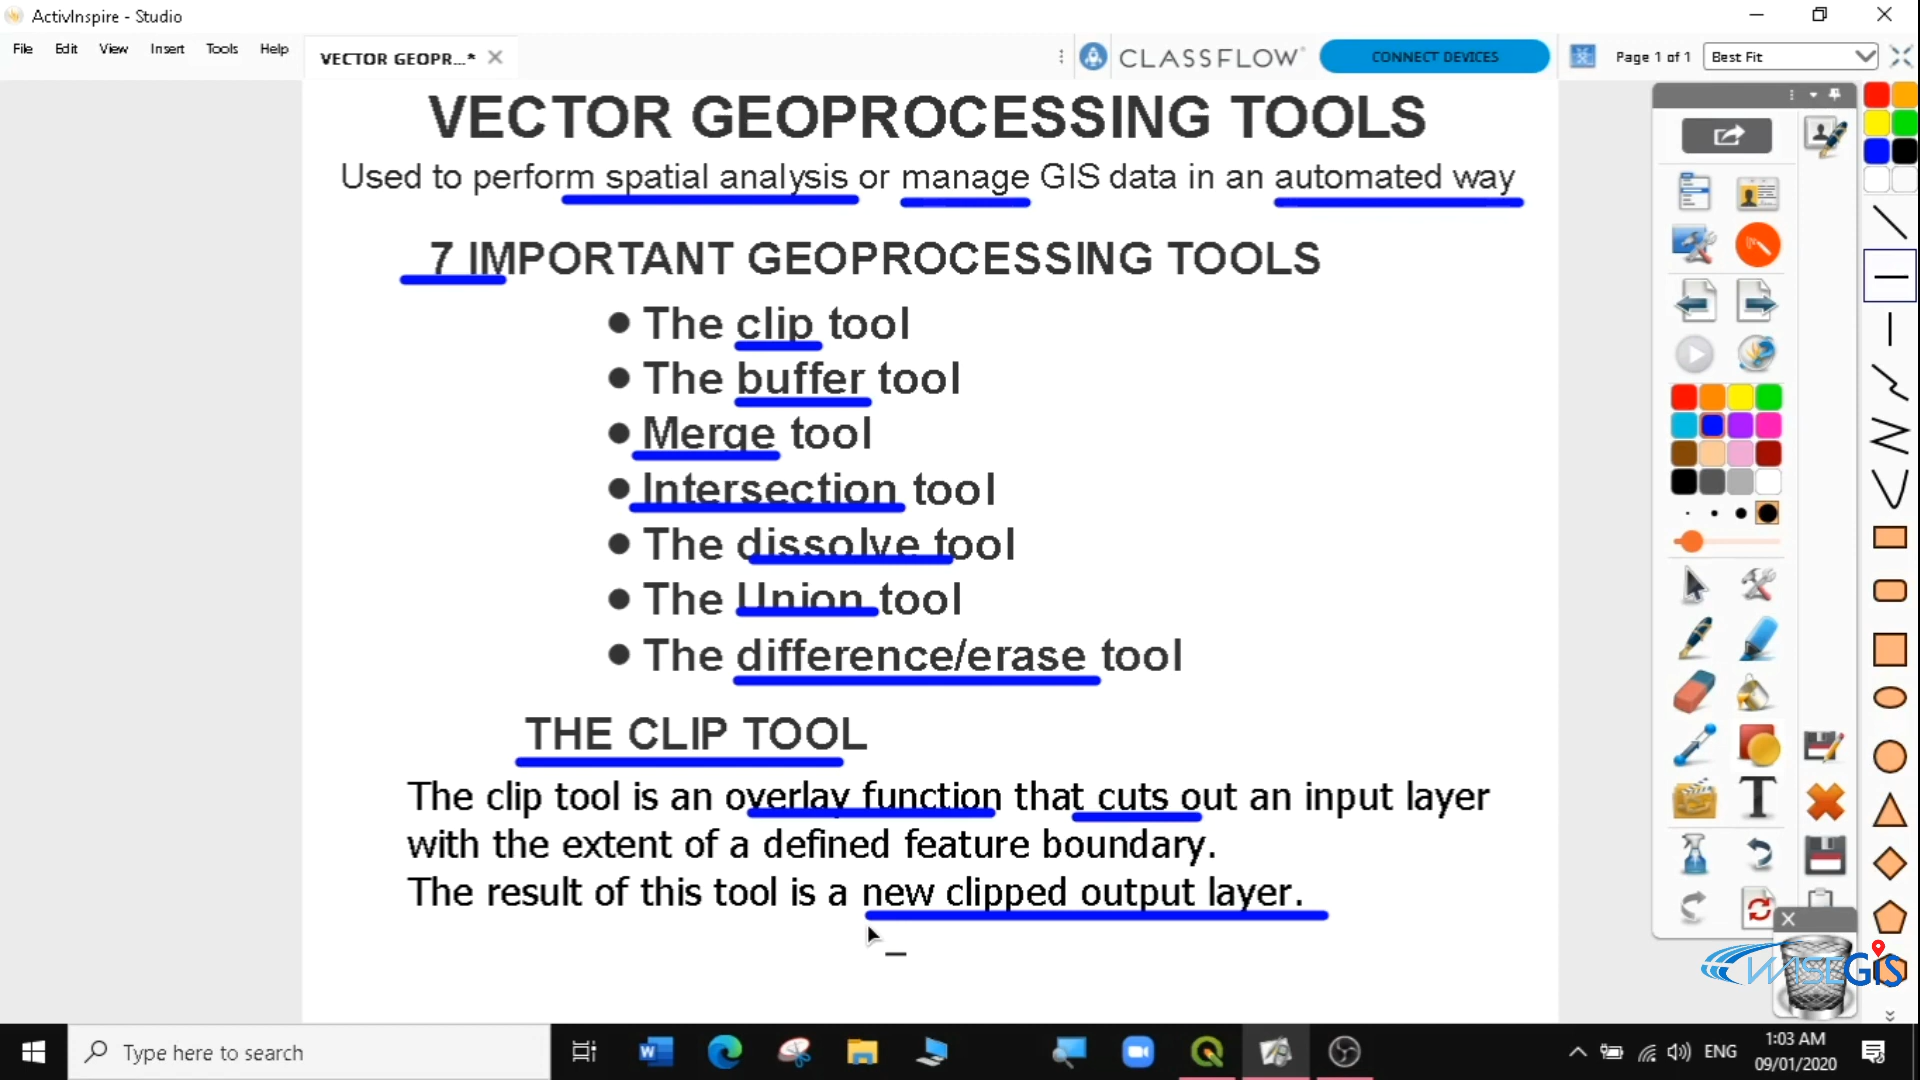 ActivInspire - Studio
File Edit View Insert Tools Help
VECTOR GEOPR...*
CLASSFLOW
CONNECT DEVICES
Page 1 of 1
Best Fit
VECTOR GEOPROCESSING TOOLS
Used to perform spatial analysis or manage GIS data in an automated way
7 IMPORTANT GEOPROCESSING TOOLS
• The clip tool
• The buffer tool
• Merge tool
• Intersection tool
• The dissolve tool
• The Union tool
• The difference/erase tool
THE CLIP TOOL
The clip tool is an overlay function that cuts out an input layer
with the extent of a defined feature boundary.
The result of this tool is a new clipped output layer.
WISEGIS
Type here to search
ENG
1:03 AM
09/01/2020